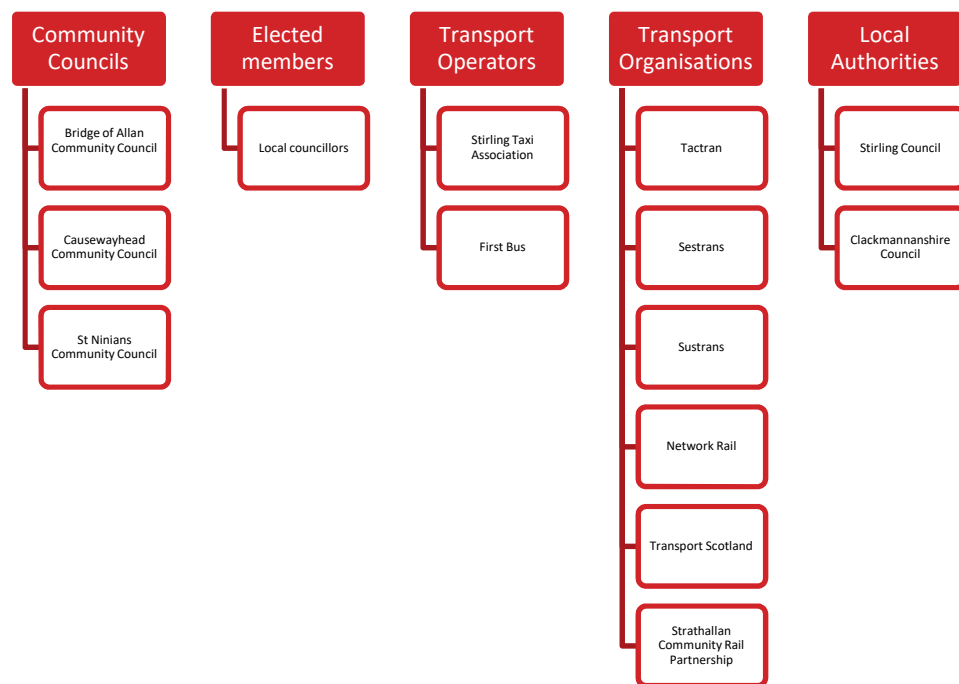 Community
Councils
Bridge of Allan
Community Council
Causewayhead
Community Council
St Ninians
Community Council
Elected
members
Local councillors
Transport
Operators
Stirling Taxi
Association
First Bus
Transport
Organisations
Tactran
Sestrans
Sustrans
Network Rail
Transport Scotland
Strathallan
Community Rail
Partnership
Local
Authorities
Stirling Council
Clackmannanshire
Council